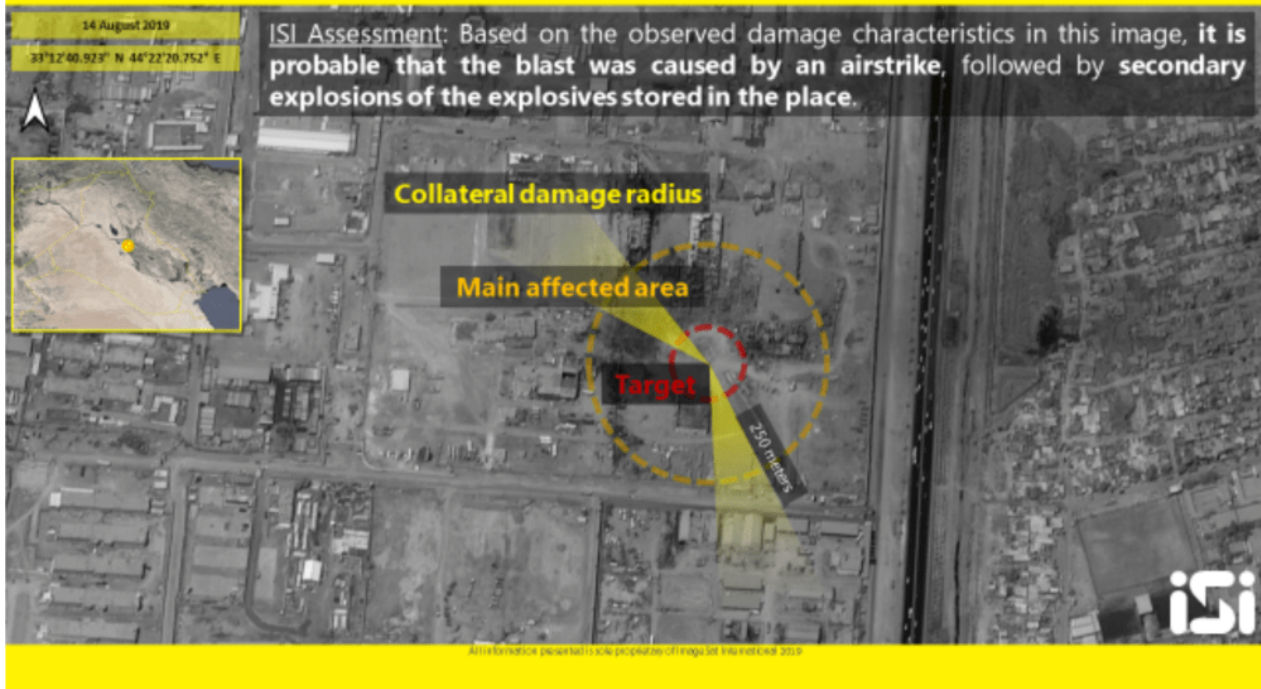 14 August 2019
33°12'40.923" N 44°22'20.752" E
ISI Assessment: Based on the observed damage characteristics in this image, it is
probable that the blast was caused by an airstrike, followed by secondary
explosions of the explosives stored in the place.
Collateral damage radius
Main affected area
Target
250 meters
iSi
All information presented is sole proprietary of ImageSat International 2019